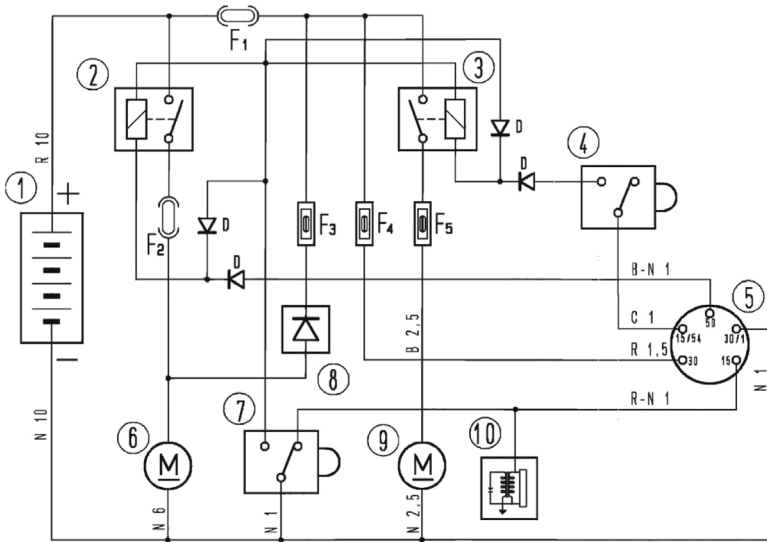 F1
2
3
4
R 10
1
+
−
D
D
D
D
F2
F3
F4
F5
B-N 1
5
C 1
50
15/54
30/1
R 1,5
30
15
B 2,5
N 1
8
R-N 1
7
6
9
10
M
M
N 10
N 6
N 1
N 2,5